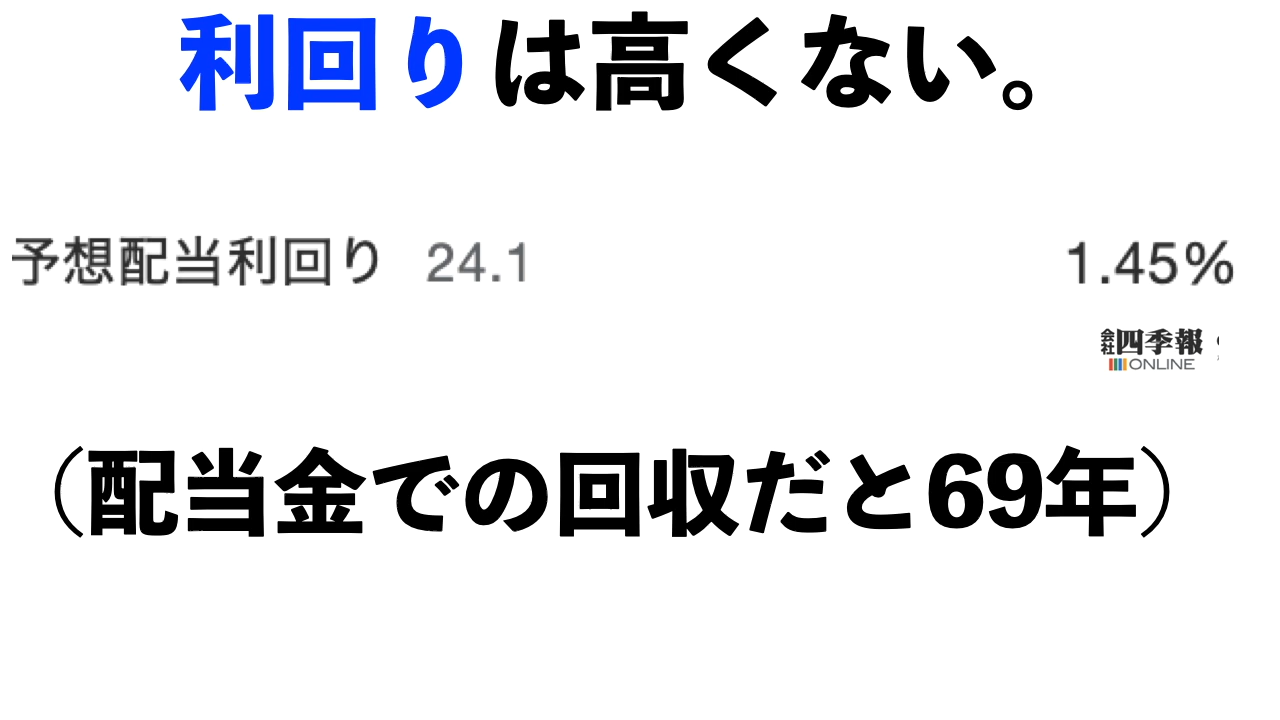 利回りは高くない。
予想配当利回り 24.1 1.45%
会社四季報
ONLINE
（配当金での回収だと69年）